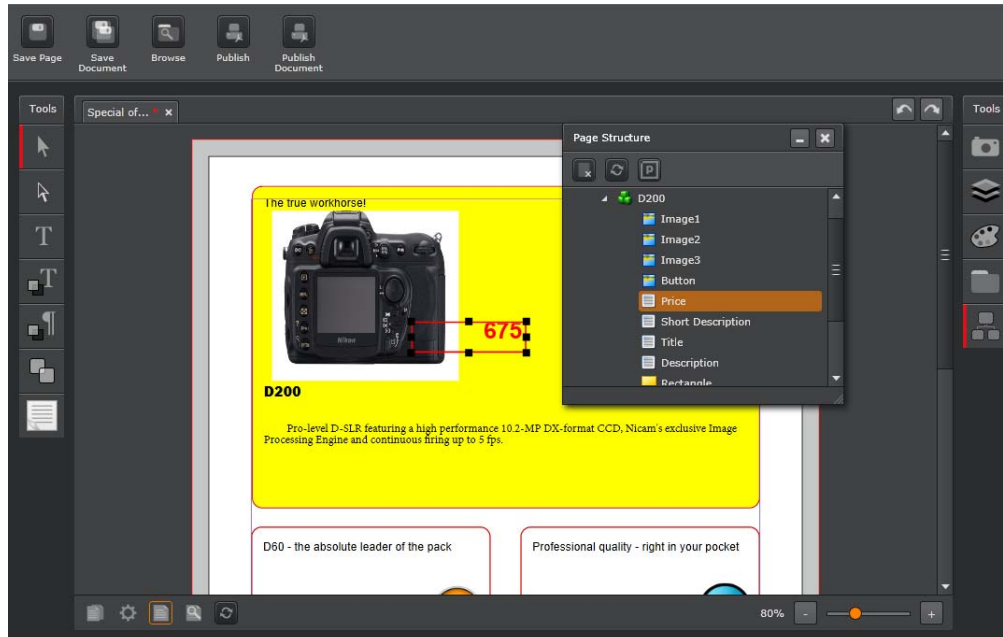 Save Page
Save Document
Browse
Publish
Publish Document
Tools
Special of...* ×
Tools
Page Structure
P
D200
Image1
Image2
Image3
Button
Price
Short Description
Title
Description
Rectangle
T
T
The true workhorse!
Nikon
675
D200
Pro-level D-SLR featuring a high performance 10.2-MP DX-format CCD, Nicam's exclusive Image
Processing Engine and continuous firing up to 5 fps.
D60 - the absolute leader of the pack
Professional quality - right in your pocket
80%